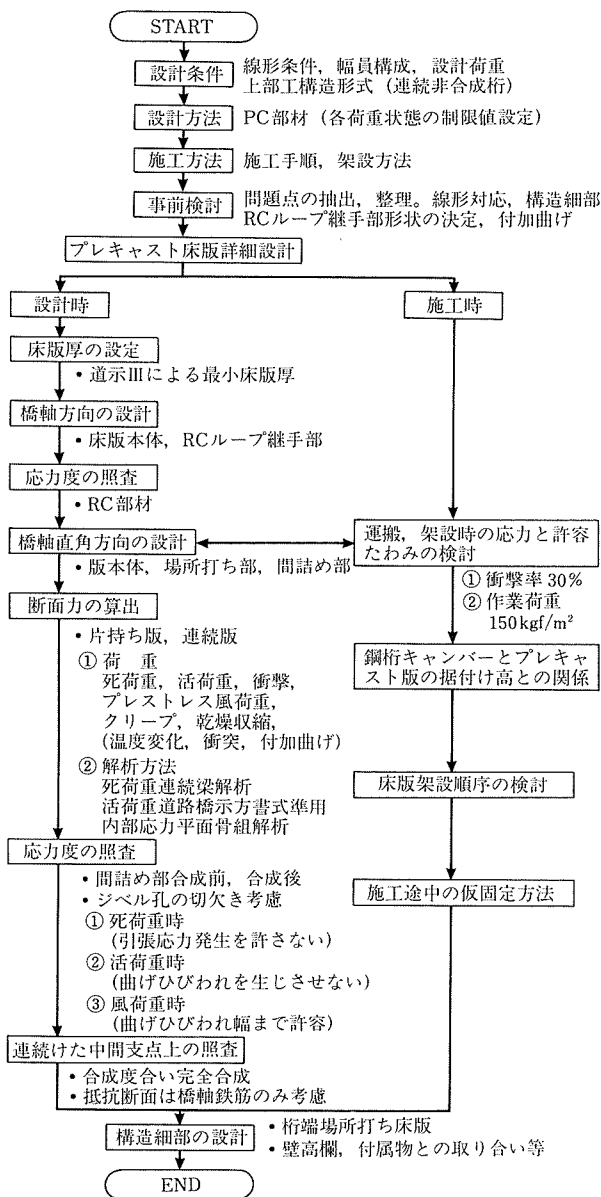 START
設計条件
線形条件，幅員構成，設計荷重
上部工構造形式（連続非合成桁）
設計方法
PC部材（各荷重状態の制限値設定）
施工方法
施工手順，架設方法
事前検討
問題点の抽出，整理。線形対応，構造細部
RCループ継手部形状の決定，付加曲げ
プレキャスト床版詳細設計
設計時
床版厚の設定
• 道示Ⅲによる最小床版厚
橋軸方向の設計
• 床版本体，RCループ継手部
応力度の照査
• RC部材
橋軸直角方向の設計
• 版本体，場所打ち部，間詰め部
断面力の算出
• 片持ち版，連続版
① 荷　重
死荷重，活荷重，衝撃，
プレストレス風荷重，
クリープ，乾燥収縮，
(温度変化，衝突，付加曲げ)
② 解析方法
死荷重連続梁解析
活荷重道路橋示方書式準用
内部応力平面骨組解析
応力度の照査
• 間詰め部合成前，合成後
• ジベル孔の切欠き考慮
① 死荷重時
(引張応力発生を許さない)
② 活荷重時
(曲げひびわれを生じさせない)
③ 風荷重時
(曲げひびわれ幅まで許容)
連続けた中間支点上の照査
• 合成度合い完全合成
• 抵抗断面は橋軸鉄筋のみ考慮
施工時
運搬，架設時の応力と許容
たわみの検討
① 衝撃率 30%
② 作業荷重
150kgf/m²
鋼桁キャンバーとプレキャ
スト版の据付け高との関係
床版架設順序の検討
施工途中の仮固定方法
構造細部の設計
• 桁端場所打ち床版
• 壁高欄，付属物との取り合い等
END